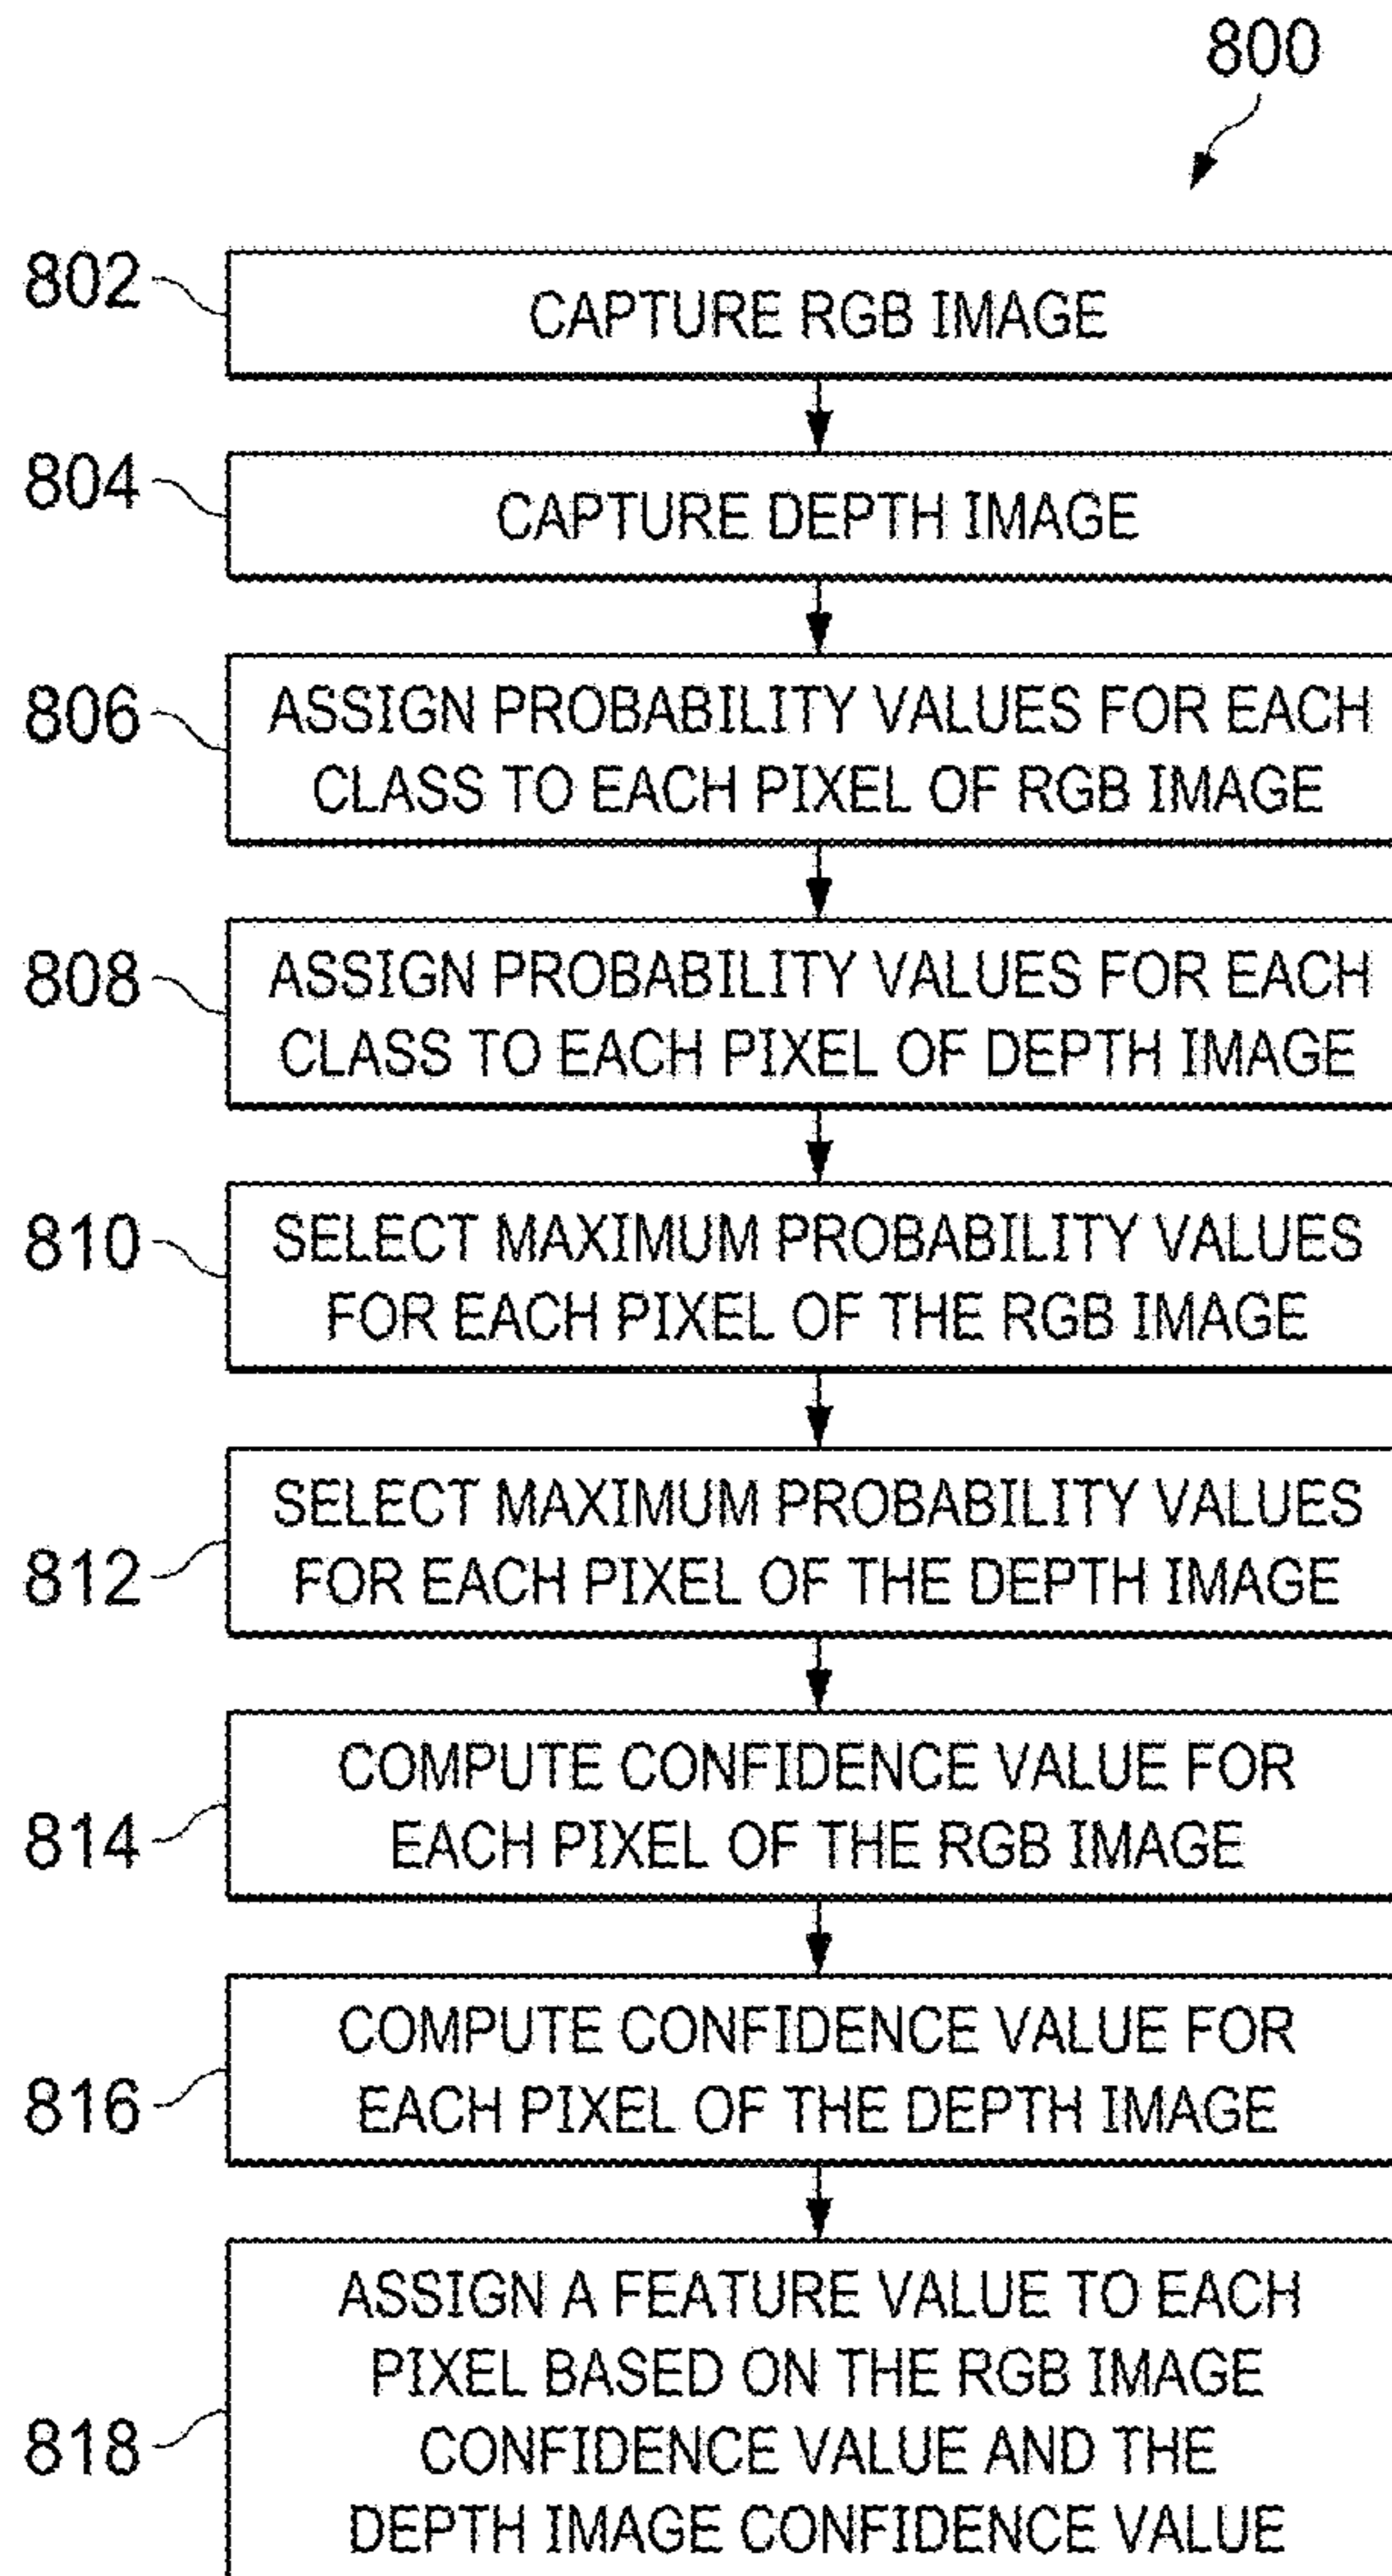 800
802
CAPTURE RGB IMAGE
804
CAPTURE DEPTH IMAGE
806
ASSIGN PROBABILITY VALUES FOR EACH
CLASS TO EACH PIXEL OF RGB IMAGE
808
ASSIGN PROBABILITY VALUES FOR EACH
CLASS TO EACH PIXEL OF DEPTH IMAGE
810
SELECT MAXIMUM PROBABILITY VALUES
FOR EACH PIXEL OF THE RGB IMAGE
812
SELECT MAXIMUM PROBABILITY VALUES
FOR EACH PIXEL OF THE DEPTH IMAGE
814
COMPUTE CONFIDENCE VALUE FOR
EACH PIXEL OF THE RGB IMAGE
816
COMPUTE CONFIDENCE VALUE FOR
EACH PIXEL OF THE DEPTH IMAGE
818
ASSIGN A FEATURE VALUE TO EACH
PIXEL BASED ON THE RGB IMAGE
CONFIDENCE VALUE AND THE
DEPTH IMAGE CONFIDENCE VALUE